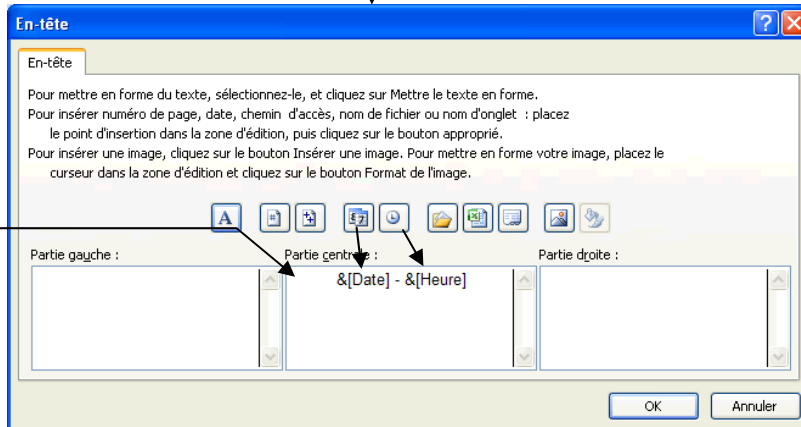 En-tête
En-tête
Pour mettre en forme du texte, sélectionnez-le, et cliquez sur Mettre le texte en forme.
Pour insérer numéro de page, date, chemin d'accès, nom de fichier ou nom d'onglet : placez
le point d'insertion dans la zone d'édition, puis cliquez sur le bouton approprié.
Pour insérer une image, cliquez sur le bouton Insérer une image. Pour mettre en forme votre image, placez le
curseur dans la zone d'édition et cliquez sur le bouton Format de l'image.
A
Partie gauche : Partie centrale : Partie droite :
&[Date] - &[Heure]
OK Annuler